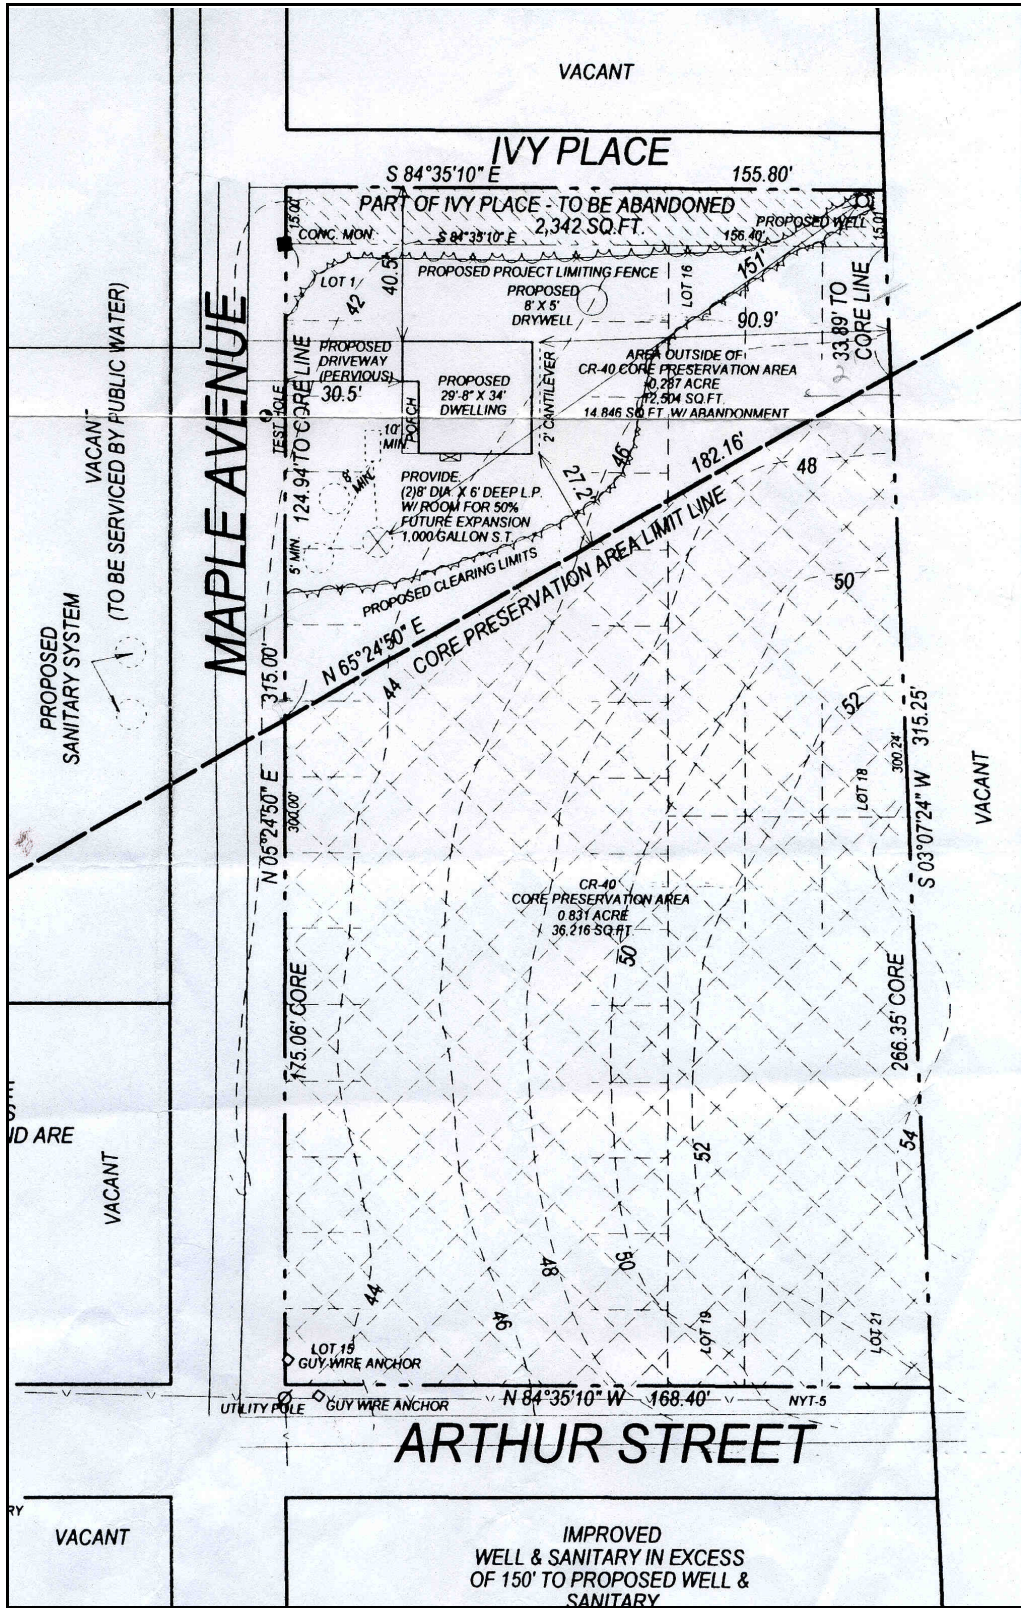 VACANT
IVY PLACE
S 84°35'10" E
155.80'
PART OF IVY PLACE - TO BE ABANDONED
2,342 SQ.FT.
15.00'
CONC. MON
S 84°35'10" E
156.40'
PROPOSED WELL
15.01'
PROPOSED PROJECT LIMITING FENCE
LOT 1
42
40.5'
PROPOSED
8' X 5'
DRYWELL
LOT 16
151'
90.9'
33.89' TO
CORE LINE
2
MAPLE AVENUE
124.94' TO CORE LINE
TEST HOLE
PROPOSED
DRIVEWAY
(PERVIOUS)
30.5'
PORCH
PROPOSED
29'-8" X 34'
DWELLING
2' CANTILEVER
AREA OUTSIDE OF
CR-40 CORE PRESERVATION AREA
0.287 ACRE
12,504 SQ.FT.
14,846 SQ.FT. W/ ABANDONMENT
10'
MIN.
8'
MIN.
5' MIN.
PROVIDE:
(2)8' DIA. X 6' DEEP L.P.
W/ ROOM FOR 50%
FUTURE EXPANSION
1,000 GALLON S.T.
27.2'
46
182.16'
48
PROPOSED CLEARING LIMITS
N 65°24'50" E
CORE PRESERVATION AREA LIMIT LINE
44
50
52
VACANT
(TO BE SERVICED BY PUBLIC WATER)
PROPOSED
SANITARY SYSTEM
N 05°24'50" E 315.00'
300.00'
LOT 18
300.24'
S 03°07'24" W 315.25'
VACANT
CR-40
CORE PRESERVATION AREA
0.831 ACRE
36,216 SQ.FT.
50
175.06' CORE
266.35' CORE
ID ARE
VACANT
52
54
44
48
50
46
LOT 15
GUY WIRE ANCHOR
LOT 19
LOT 21
UTILITY POLE
GUY WIRE ANCHOR
N 84°35'10" W 168.40'
NYT-5
ARTHUR STREET
RY
VACANT
IMPROVED
WELL & SANITARY IN EXCESS
OF 150' TO PROPOSED WELL &
SANITARY